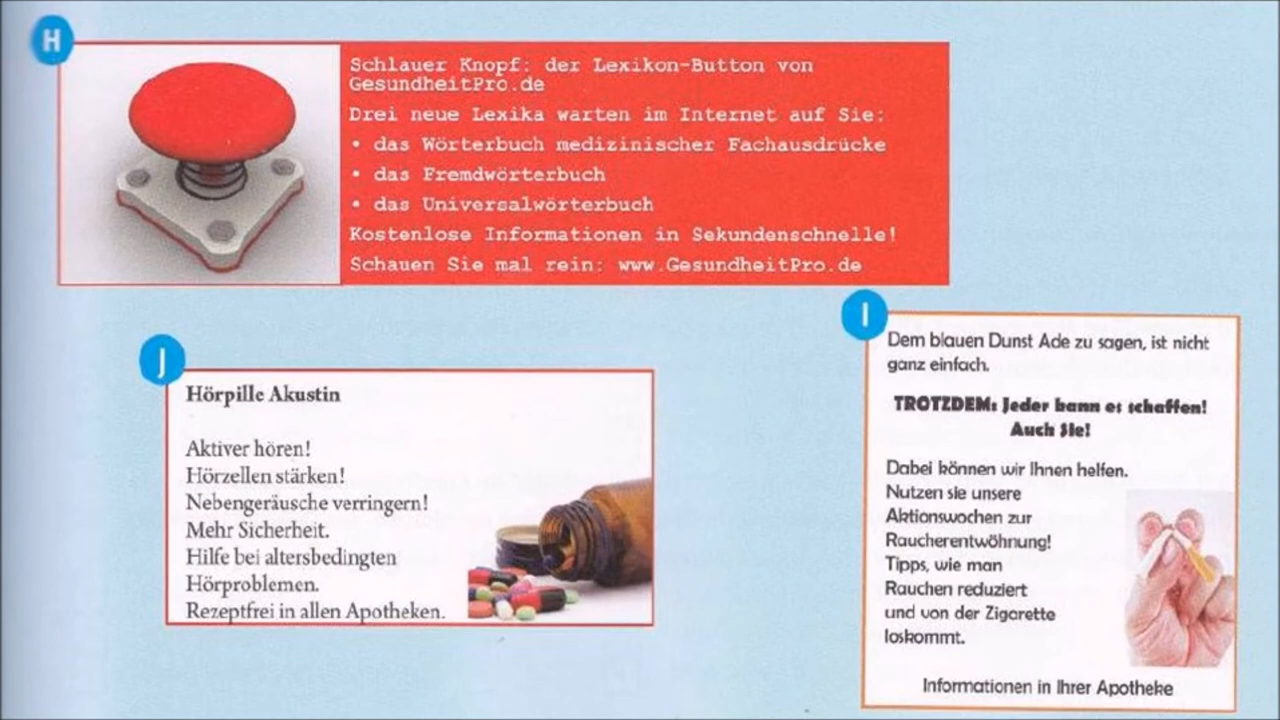 H
Schlauer Knopf: der Lexikon-Button von
GesundheitPro.de
Drei neue Lexika warten im Internet auf Sie:
• das Wörterbuch medizinischer Fachausdrücke
• das Fremdwörterbuch
• das Universalwörterbuch
Kostenlose Informationen in Sekundenschnelle!
Schauen Sie mal rein: www.GesundheitPro.de
J
Hörpille Akustin
Aktiver hören!
Hörzellen stärken!
Nebengeräusche verringern!
Mehr Sicherheit.
Hilfe bei altersbedingten
Hörproblemen.
Rezeptfrei in allen Apotheken.
I
Dem blauen Dunst Ade zu sagen, ist nicht
ganz einfach.
TROTZDEM: Jeder kann es schaffen!
Auch Sie!
Dabei können wir Ihnen helfen.
Nutzen sie unsere
Aktionswochen zur
Raucherentwöhnung!
Tipps, wie man
Rauchen reduziert
und von der Zigarette
loskommt.
Informationen in Ihrer Apotheke